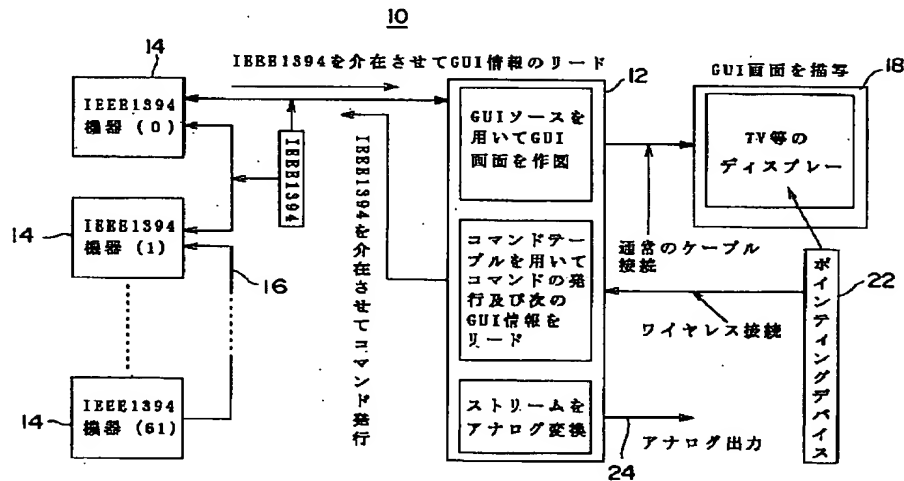 10
14
IEEE1394
機器 (0)
IEEE1394を介在させてGUI情報のリード
IEEE1394
14
IEEE1394
機器 (1)
16
14
IEEE1394
機器 (61)
IEEE1394を介在させてコマンド発行
12
GUIソースを
用いてGUI
画面を作図
コマンドテー
ブルを用いて
コマンドの発
行及び次の
GUI情報を
リード
ストリームを
アナログ変換
GUI画面を描写
18
TV等の
ディスプレー
通常のケーブル
接続
ワイヤレス接続
ポインティングデバイス
22
24
アナログ出力